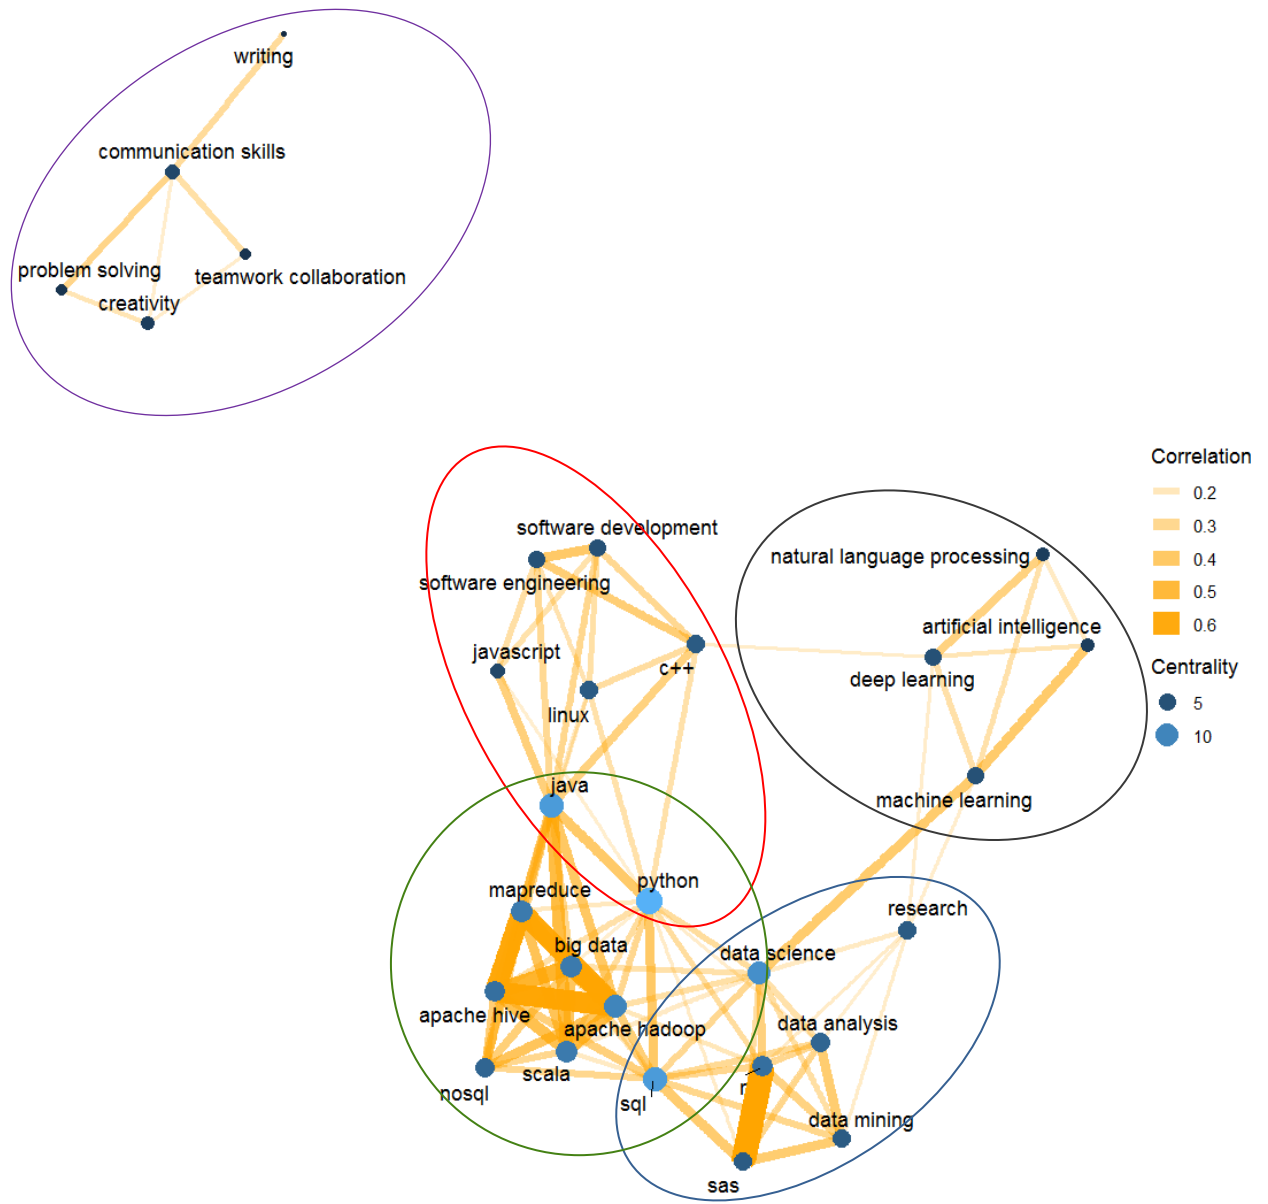 writing
communication skills
problem solving
teamwork collaboration
creativity
Correlation
0.2
0.3
0.4
0.5
0.6
Centrality
5
10
software development
software engineering
natural language processing
artificial intelligence
javascript
c++
deep learning
linux
java
machine learning
python
mapreduce
research
big data
data science
apache hive
apache hadoop
data analysis
scala
nosql
sql
r
data mining
sas